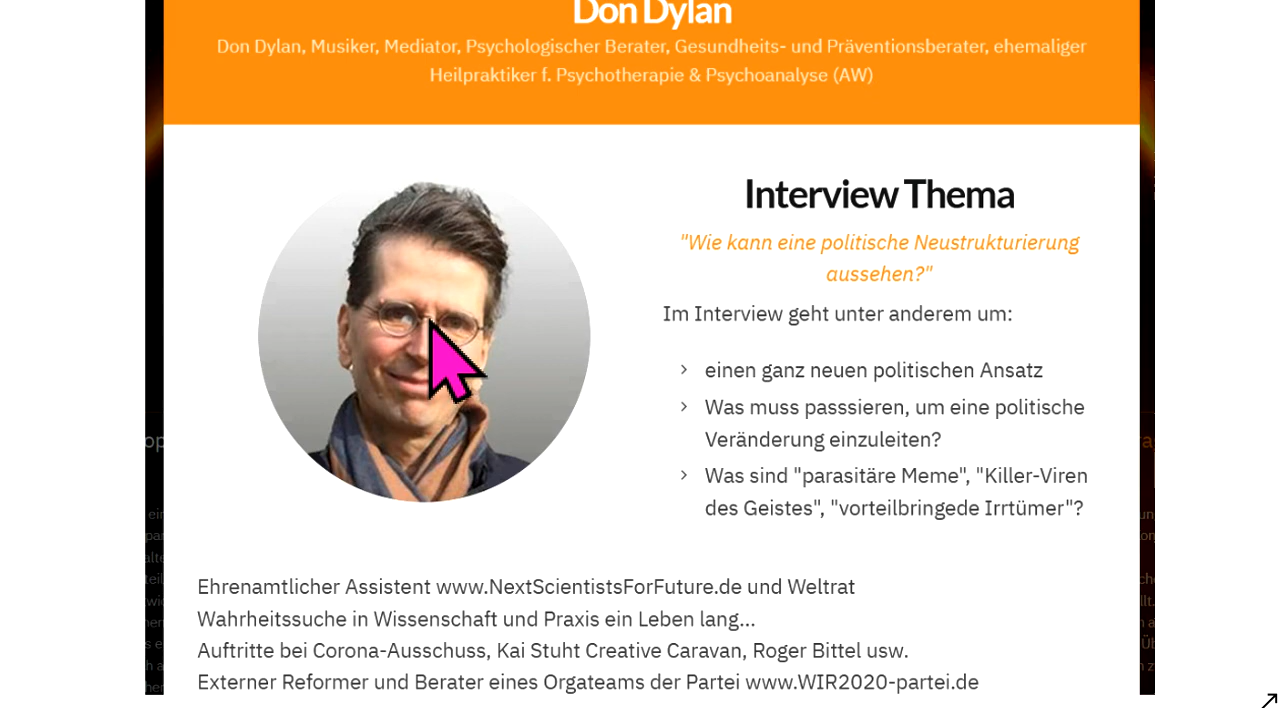 Don Dylan
Don Dylan, Musiker, Mediator, Psychologischer Berater, Gesundheits- und Präventionsberater, ehemaliger
Heilpraktiker f. Psychotherapie & Psychoanalyse (AW)
Interview Thema
"Wie kann eine politische Neustrukturierung
aussehen?"
Im Interview geht unter anderem um:
einen ganz neuen politischen Ansatz
Was muss passsieren, um eine politische
Veränderung einzuleiten?
Was sind "parasitäre Meme", "Killer-Viren
des Geistes", "vorteilbringede Irrtümer"?
Ehrenamtlicher Assistent www.NextScientistsForFuture.de und Weltrat
Wahrheitssuche in Wissenschaft und Praxis ein Leben lang...
Auftritte bei Corona-Ausschuss, Kai Stuht Creative Caravan, Roger Bittel usw.
Externer Reformer und Berater eines Orgateams der Partei www.WIR2020-partei.de